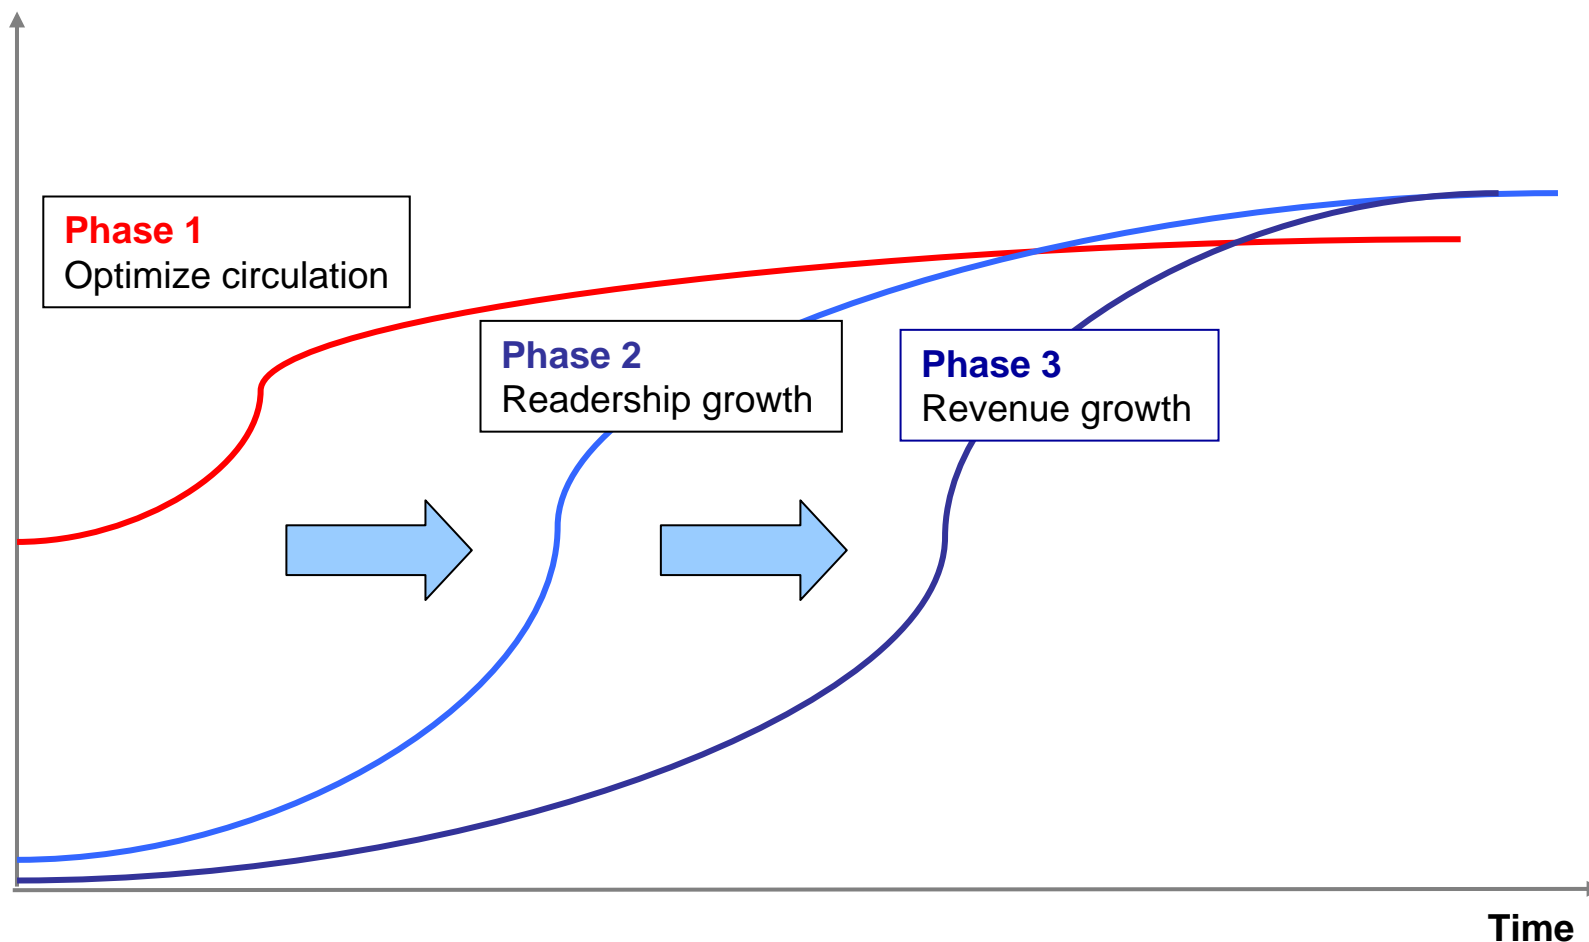 Phase 1
Optimize circulation
Phase 2
Readership growth
Phase 3
Revenue growth
Time